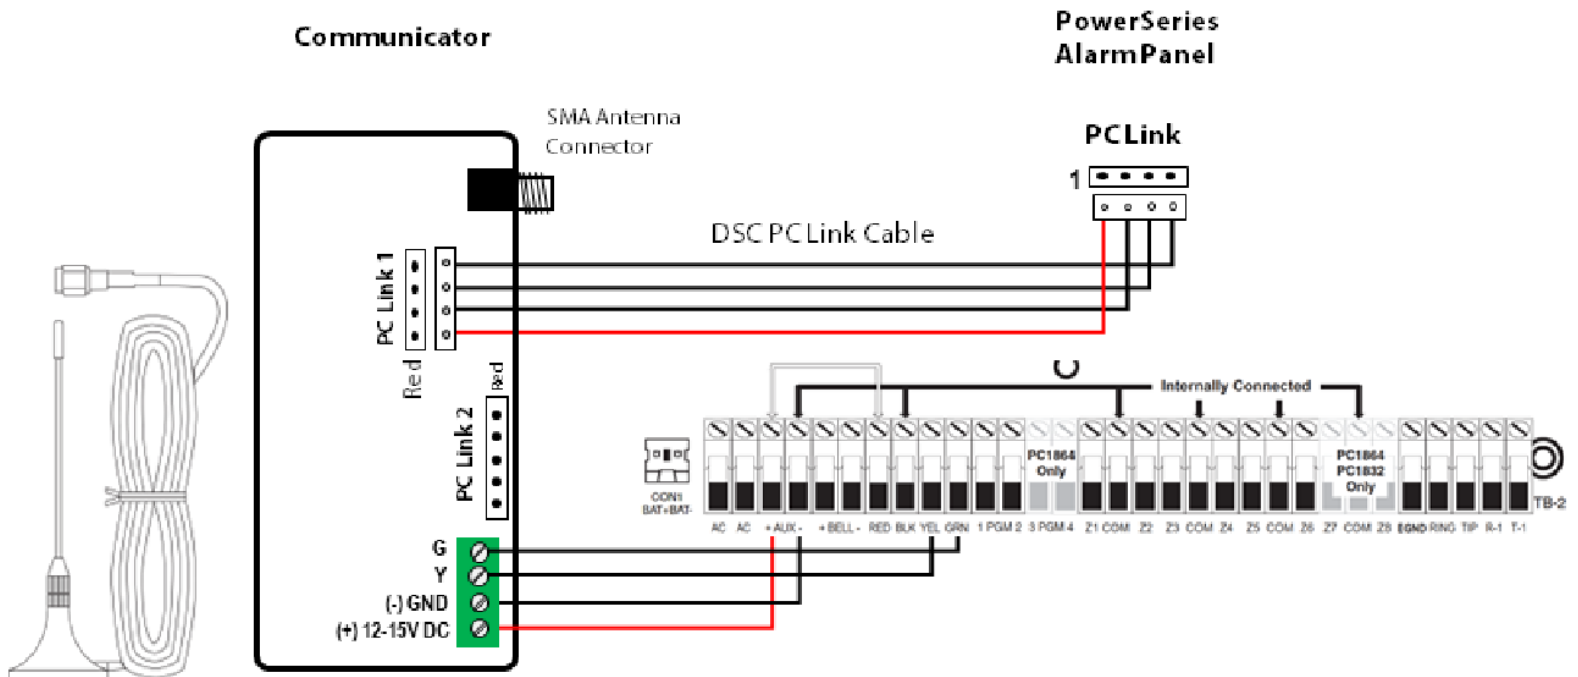 Communicator
PowerSeries
AlarmPanel
SMA Antenna
Connector
PCLink
1
DSC PC Link Cable
PC Link 1
Red
Red
PC Link 2
Internally Connected
PC1864
Only
PC1864
PC1832
Only
CON1
BAT+BAT-
TB-2
AC AC + AUX - + BELL - RED BLK YEL GRN 1 PGM 2 3 PGM 4 Z1 COM Z2 Z3 COM Z4 Z5 COM Z6 Z7 COM Z8 EGND RING TIP R-1 T-1
G
Y
(-) GND
(+) 12-15V DC